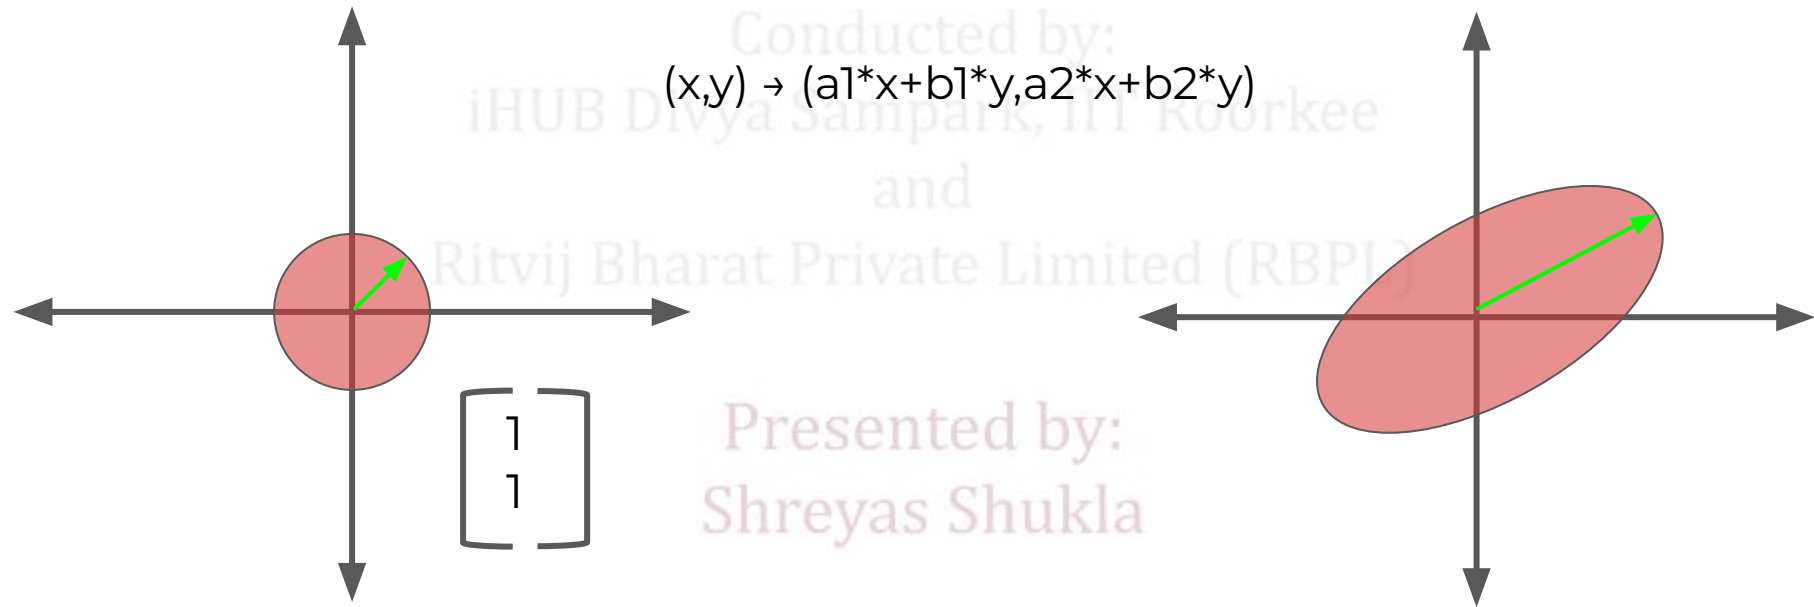 Conducted by:
(x,y) → (a1*x+b1*y,a2*x+b2*y)
iHUB Divya Sampark, IIT Roorkee
and
Ritvij Bharat Private Limited (RBPL)
1
1
Presented by:
Shreyas Shukla